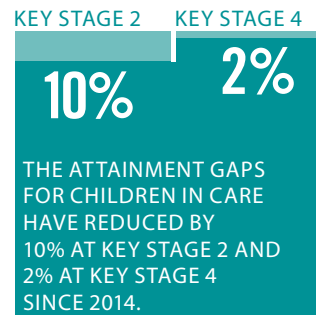 KEY STAGE 2
KEY STAGE 4
10%
2%
THE ATTAINMENT GAPS
FOR CHILDREN IN CARE
HAVE REDUCED BY
10% AT KEY STAGE 2 AND
2% AT KEY STAGE 4
SINCE 2014.